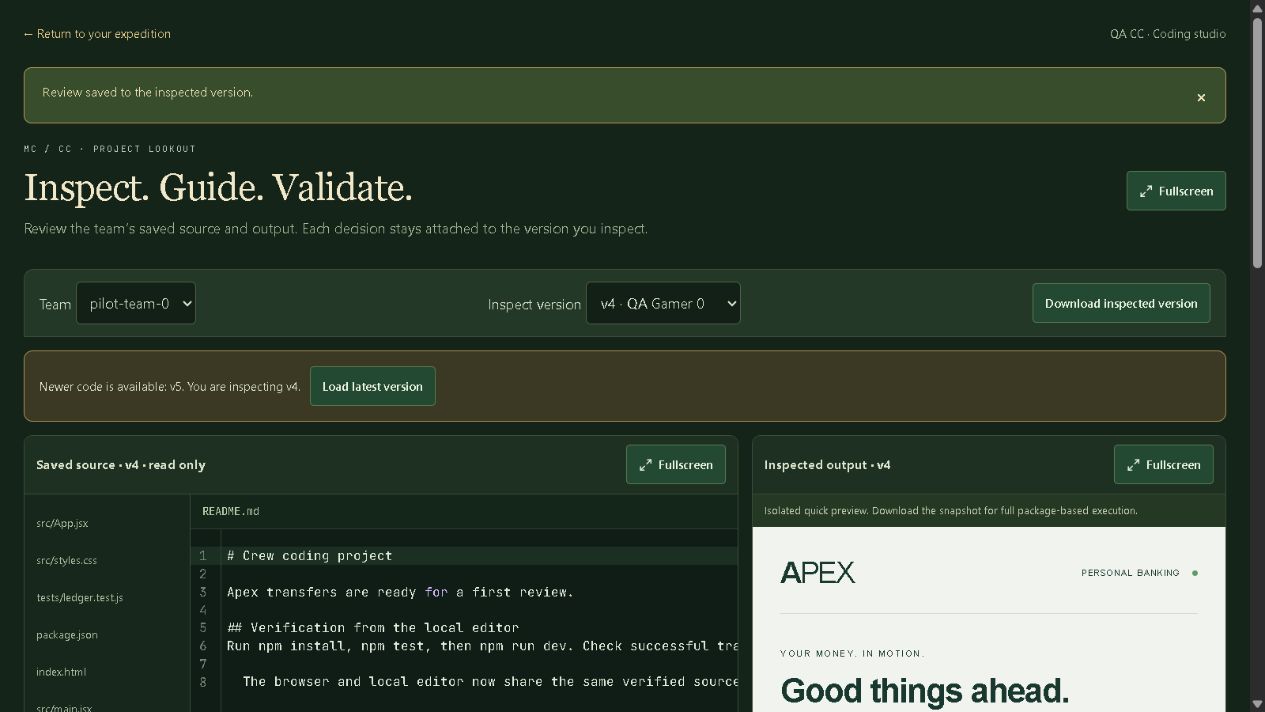 ← Return to your expedition
QA CC · Coding studio
Review saved to the inspected version.
×
MC / CC · PROJECT LOOKOUT
Inspect. Guide. Validate.
Fullscreen
Review the team's saved source and output. Each decision stays attached to the version you inspect.
Team pilot-team-0
Inspect version v4 · QA Gamer 0
Download inspected version
Newer code is available: v5. You are inspecting v4.
Load latest version
Saved source · v4 · read only
Fullscreen
src/App.jsx
src/styles.css
tests/ledger.test.js
package.json
index.html
src/main.jsx
README.md
1 # Crew coding project
2
3 Apex transfers are ready for a first review.
4
5 ## Verification from the local editor
6 Run npm install, npm test, then npm run dev. Check successful tra
7
8 The browser and local editor now share the same verified source
Inspected output · v4
Fullscreen
Isolated quick preview. Download the snapshot for full package-based execution.
APEX
PERSONAL BANKING
YOUR MONEY. IN MOTION.
Good things ahead.